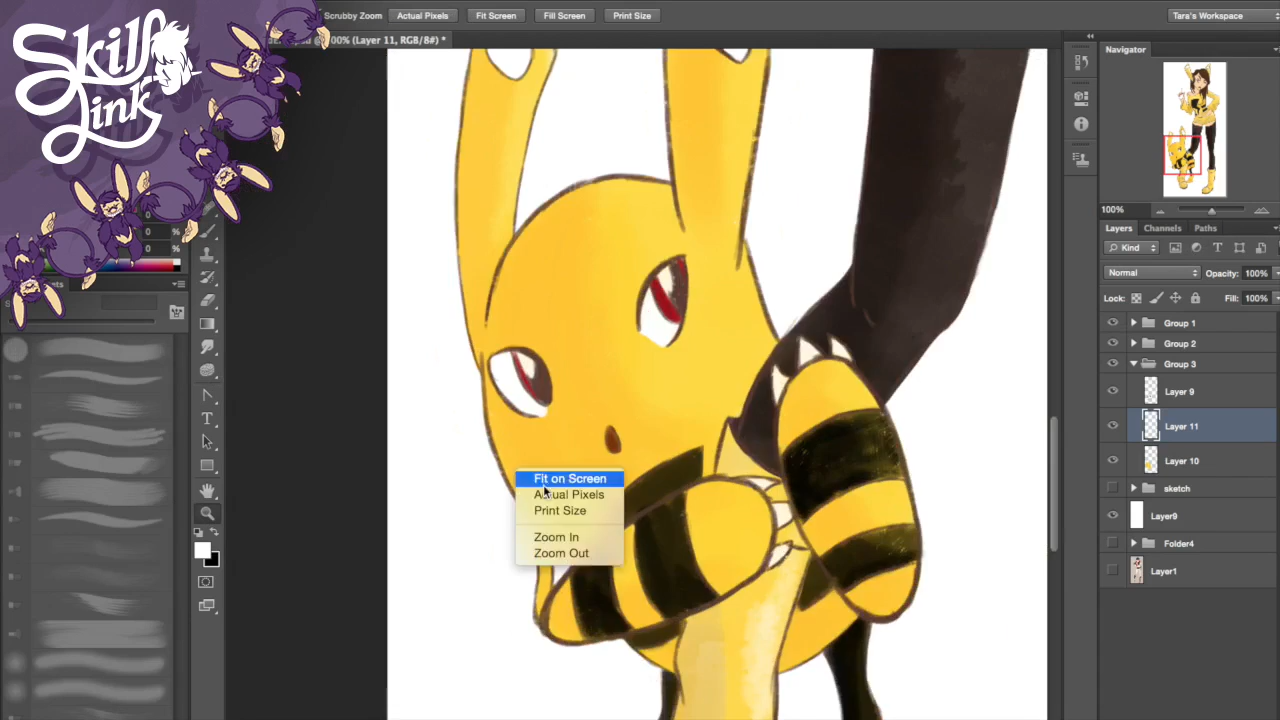 Skill
Link
Scrubby Zoom
Actual Pixels
Fit Screen
Fill Screen
Print Size
Tara's Workspace
00% (Layer 11, RGB/8#) *
Navigator
100%
Layers
Channels
Paths
Kind
Normal
Opacity: 100%
Lock:
Fill: 100%
Group 1
Group 2
Group 3
Layer 9
Layer 11
Layer 10
sketch
Layer9
Folder4
Layer1
0
0 %
0 %
Fit on Screen
Actual Pixels
Print Size
Zoom In
Zoom Out